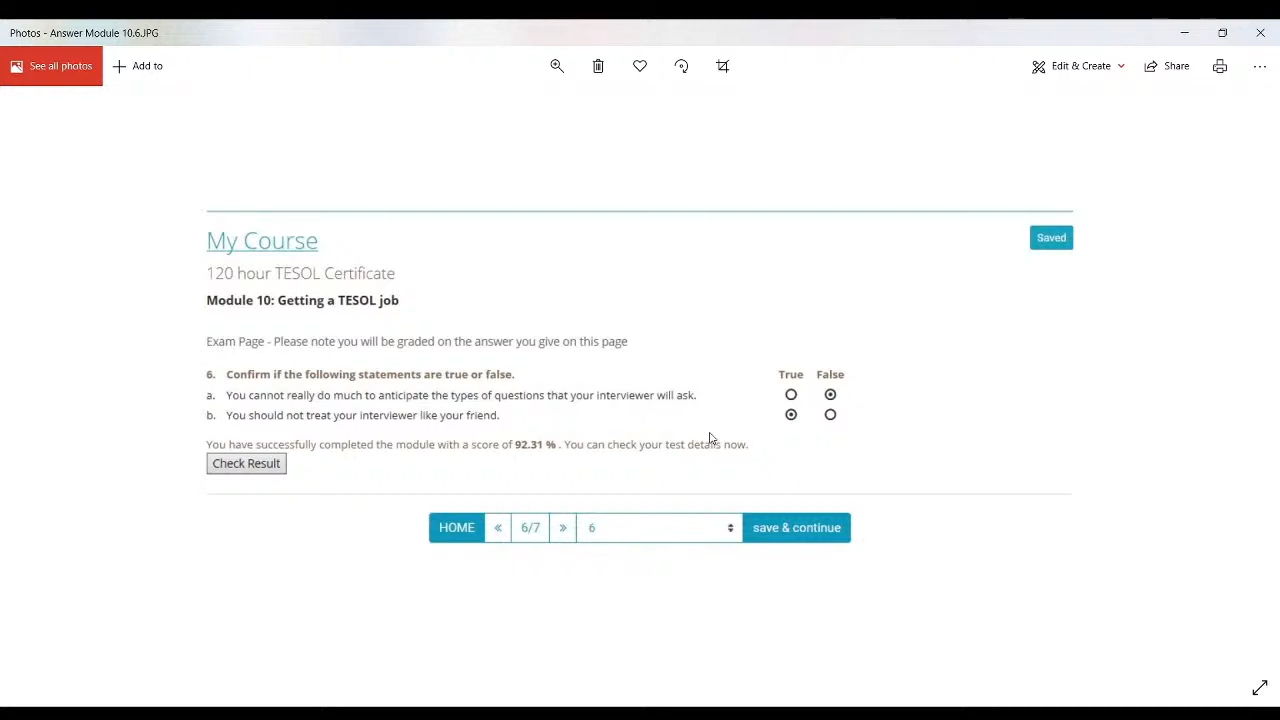 Photos - Answer Module 10.6.JPG
See all photos
Add to
Edit & Create
Share
My Course
Saved
120 hour TESOL Certificate
Module 10: Getting a TESOL job
Exam Page - Please note you will be graded on the answer you give on this page
6. Confirm if the following statements are true or false. True False
a. You cannot really do much to anticipate the types of questions that your interviewer will ask.
b. You should not treat your interviewer like your friend.
You have successfully completed the module with a score of 92.31 % . You can check your test details now.
Check Result
HOME « 6/7 » 6 save & continue